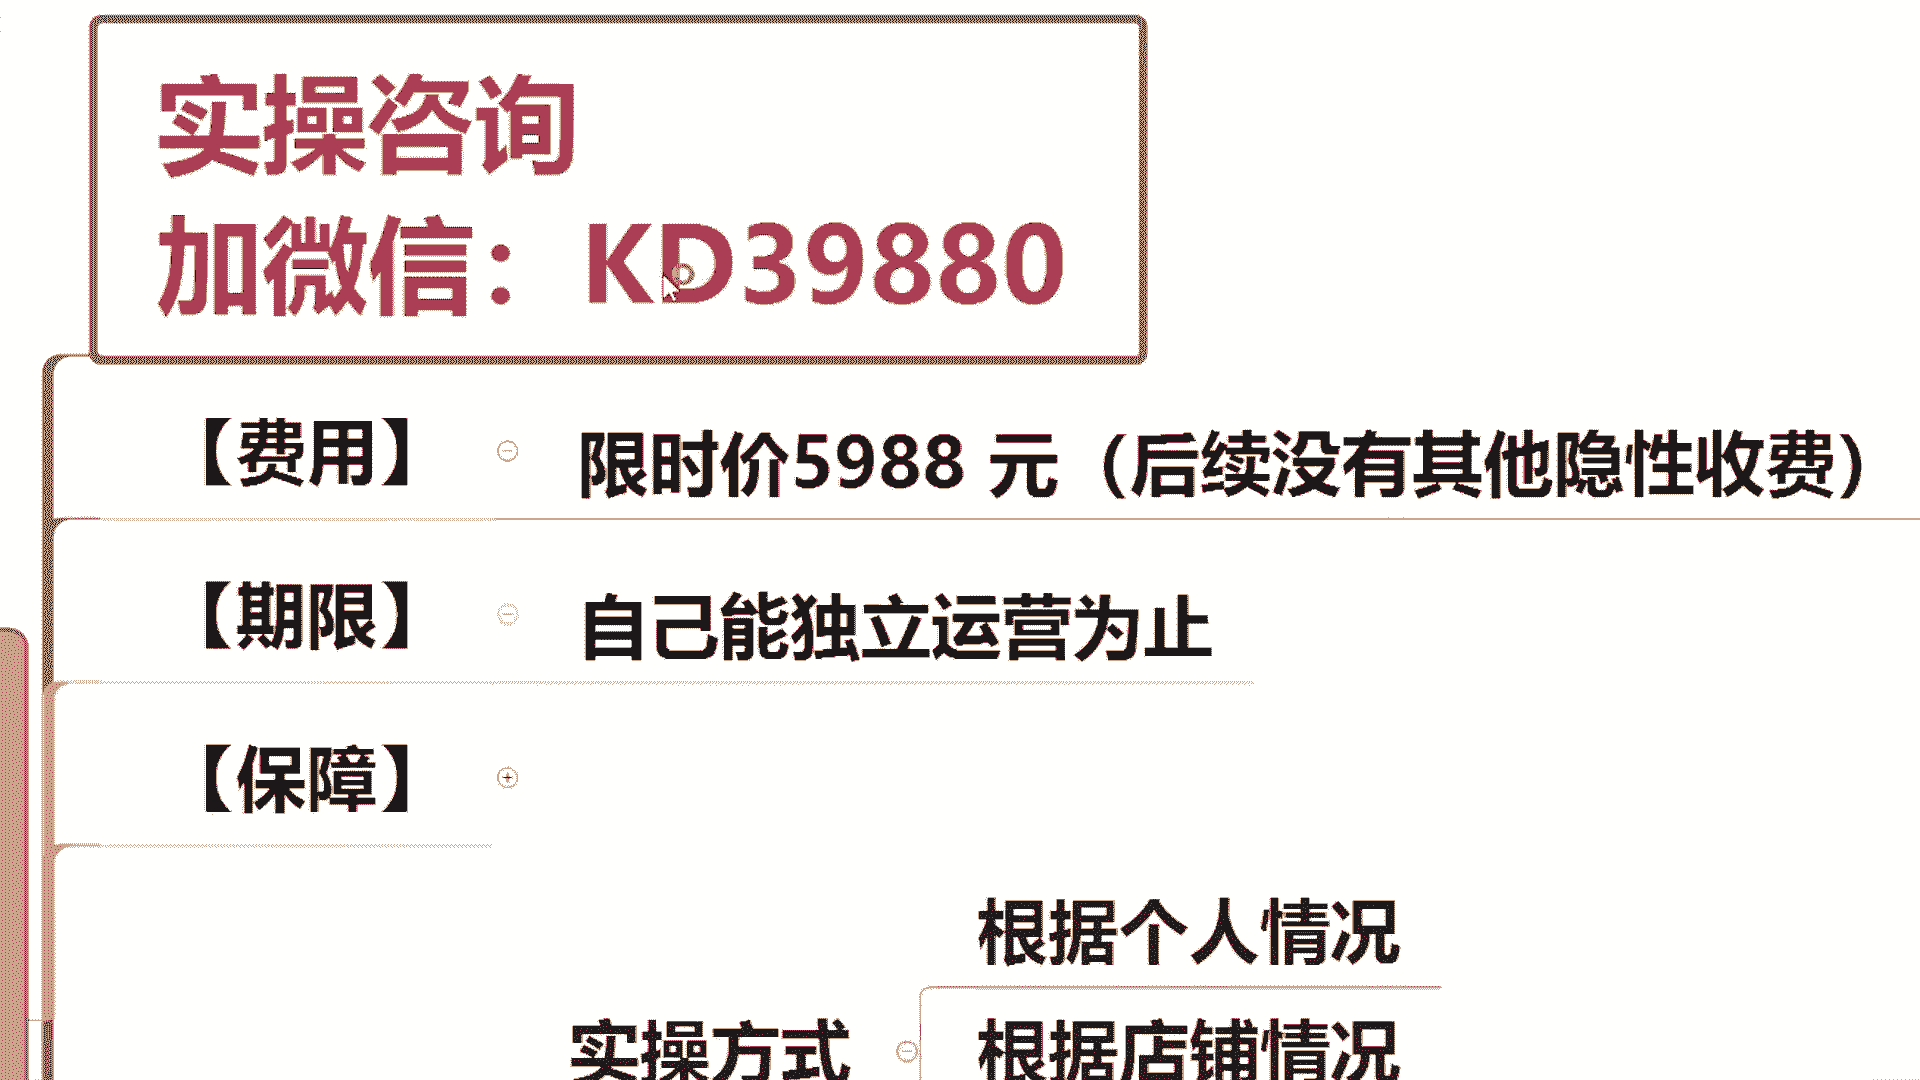 实操咨询
加微信：KD39880
【费用】
限时价5988 元（后续没有其他隐性收费）
【期限】
自己能独立运营为止
【保障】
根据个人情况
实操方式
根据店铺情况